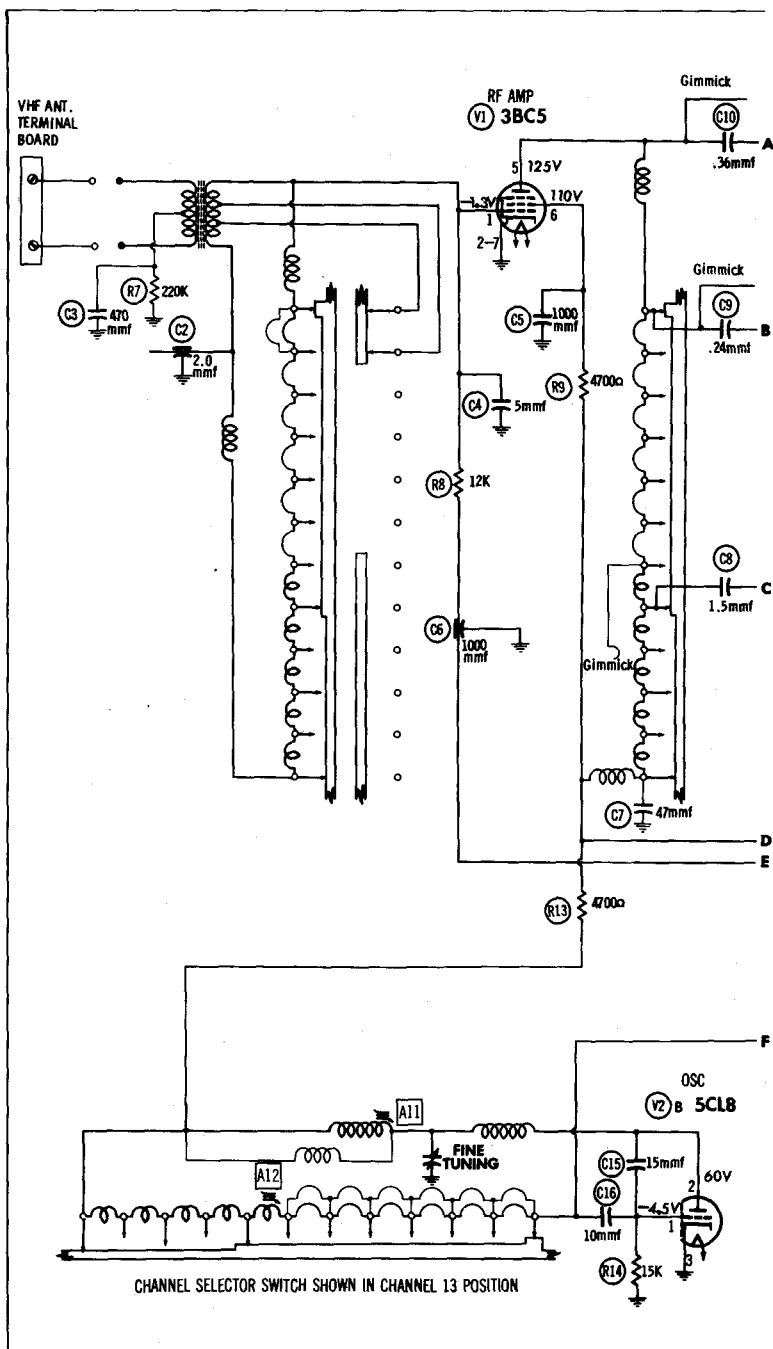 VHF ANT.
TERMINAL
BOARD
RF AMP
V1 3BC5
Gimmick
C10
.36mmf
A
5 125V
-1.3V
1
110V
6
2-7
R7 220K
C3 470
mmf
C2
2.0
mmf
C5 1000
mmf
Gimmick
C9
.24mmf
B
R9 4700Ω
C4 5mmf
R8 12K
C8
1.5mmf
C
C6
1000
mmf
Gimmick
C7 47mmf
D
E
R13 4700Ω
F
OSC
V2 B 5CL8
A11
FINE
TUNING
A12
C15 15mmf
2 60V
C16
10mmf
-4.5V
1
3
R14 15K
CHANNEL SELECTOR SWITCH SHOWN IN CHANNEL 13 POSITION